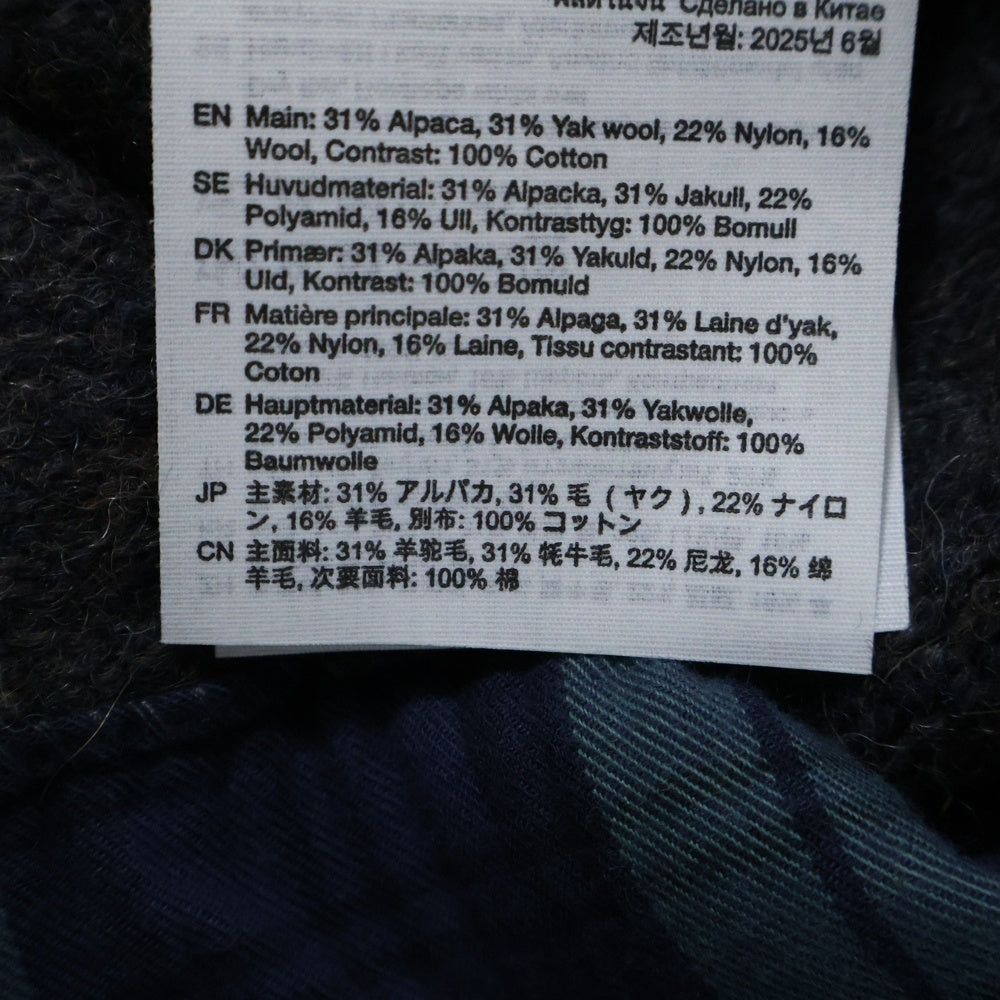 Сделано в Китае
제조년월: 2025년 6월
EN Main: 31% Alpaca, 31% Yak wool, 22% Nylon, 16%
Wool, Contrast: 100% Cotton
SE Huvudmaterial: 31% Alpacka, 31% Jakull, 22%
Polyamid, 16% Ull, Kontrasttyg: 100% Bomull
DK Primær: 31% Alpaka, 31% Yakuld, 22% Nylon, 16%
Uld, Kontrast: 100% Bomuld
FR Matière principale: 31% Alpaga, 31% Laine d'yak,
22% Nylon, 16% Laine, Tissu contrastant: 100%
Coton
DE Hauptmaterial: 31% Alpaka, 31% Yakwolle,
22% Polyamid, 16% Wolle, Kontraststoff: 100%
Baumwolle
JP 主素材: 31% アルパカ, 31% 毛 ( ヤク ) , 22% ナイロ
ン, 16% 羊毛, 別布: 100% コットン
CN 主面料: 31% 羊驼毛, 31% 牦牛毛, 22% 尼龙, 16% 绵
羊毛, 次要面料: 100% 棉